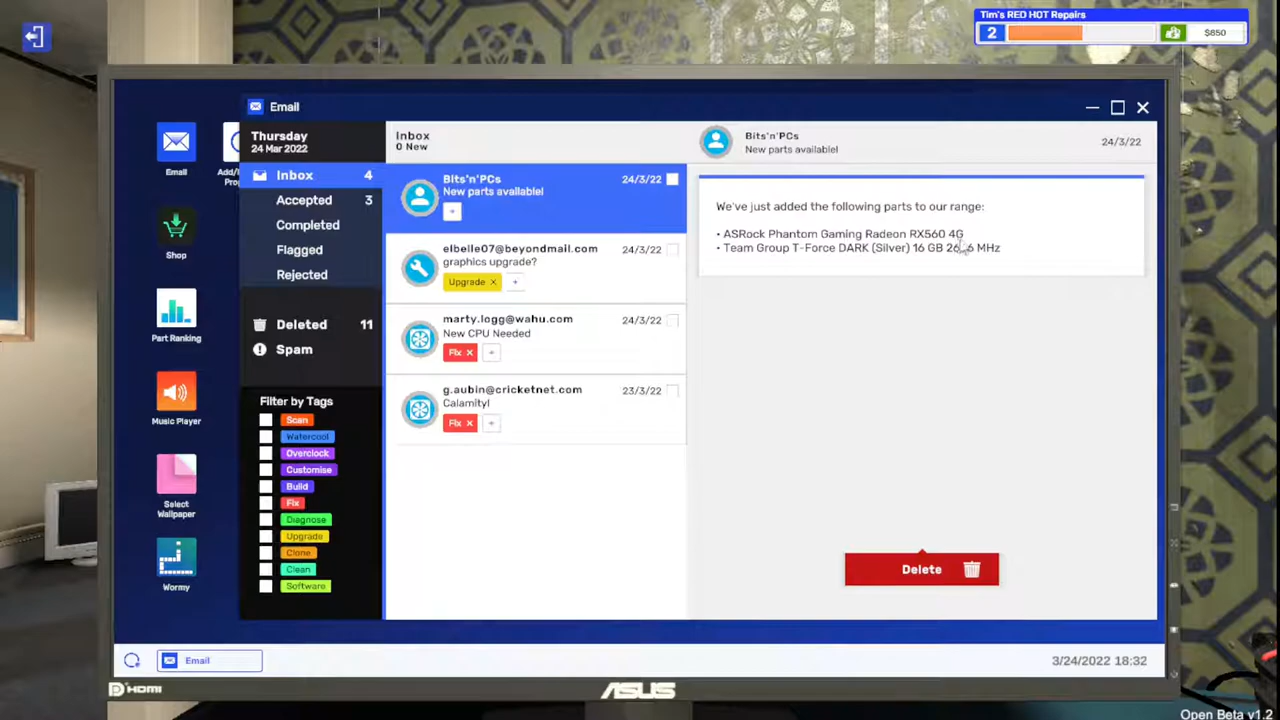 Tim's RED HOT Repairs
2
$850
Email
Thursday
24 Mar 2022
Inbox
0 New
Bits'n'PCs
New parts available!
24/3/22
Email
Shop
Part Ranking
Music Player
Select
Wallpaper
Wormy
Inbox 4
Accepted 3
Completed
Flagged
Rejected
Deleted 11
Spam
Filter by Tags
Scan
Watercool
Overclock
Customise
Build
Fix
Diagnose
Upgrade
Clone
Clean
Software
Bits'n'PCs 24/3/22
New parts available!
+
elbelle07@beyondmail.com 24/3/22
graphics upgrade?
Upgrade × +
marty.logg@wahu.com 24/3/22
New CPU Needed
Fix × +
g.aubin@cricketnet.com 23/3/22
Calamity!
Fix × +
We've just added the following parts to our range:
• ASRock Phantom Gaming Radeon RX560 4G
• Team Group T-Force DARK (Silver) 16 GB MHz
Delete
Email
3/24/2022 18:32
HDMI
ASUS
Open Beta v1.2